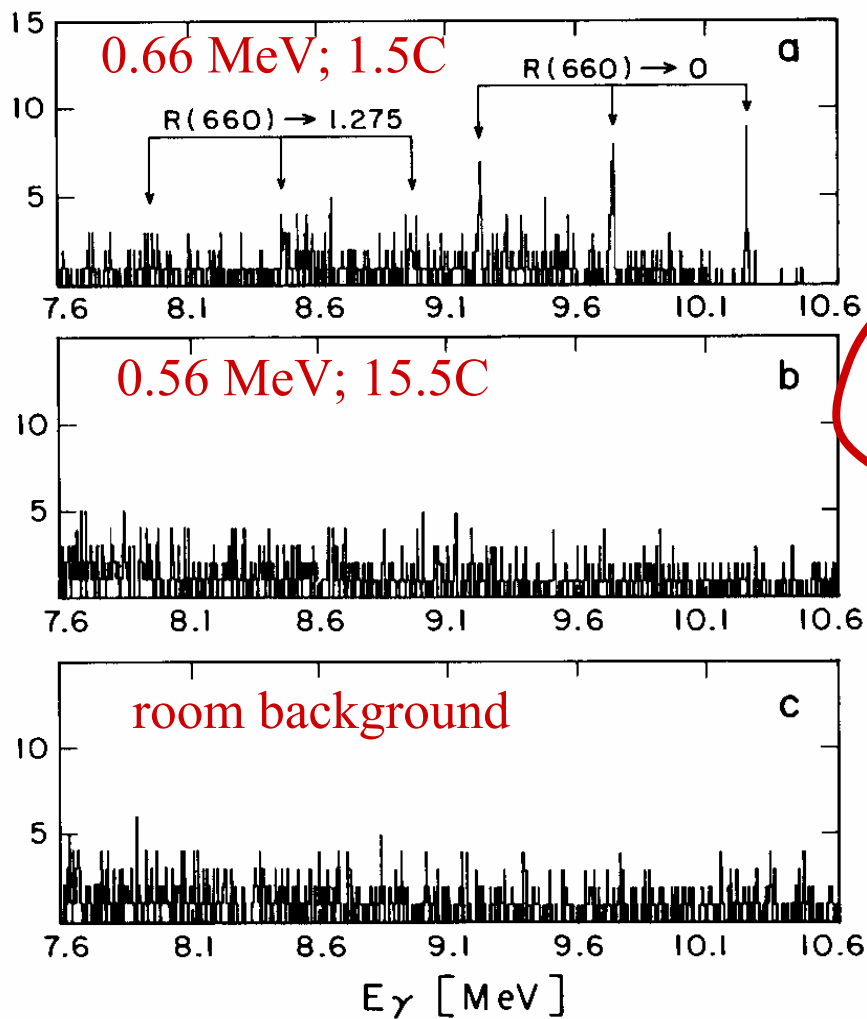 15
0.66 MeV; 1.5C
R(660)→0
a
10
R(660)→1.275
5
7.6 8.1 8.6 9.1 9.6 10.1 10.6
0.56 MeV; 15.5C
b
10
5
7.6 8.1 8.6 9.1 9.6 10.1 10.6
room background
c
10
5
7.6 8.1 8.6 9.1 9.6 10.1 10.6
Eγ [MeV]